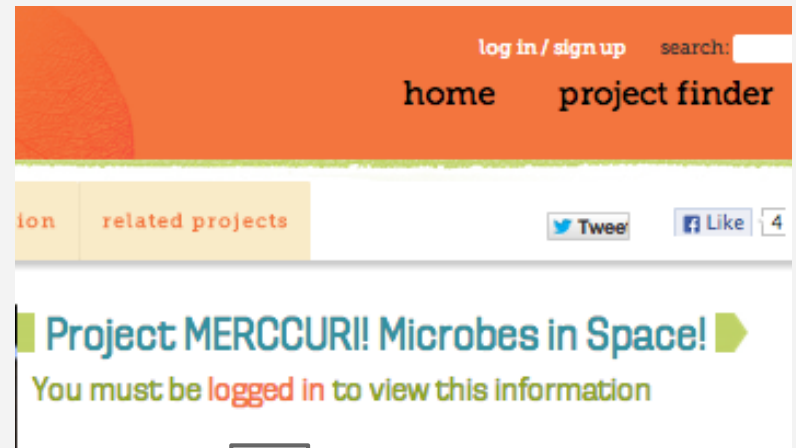 log in / sign up search:
home project finder
ion related projects
Twee
Like 4
Project MERCCURI! Microbes in Space!
You must be logged in to view this information